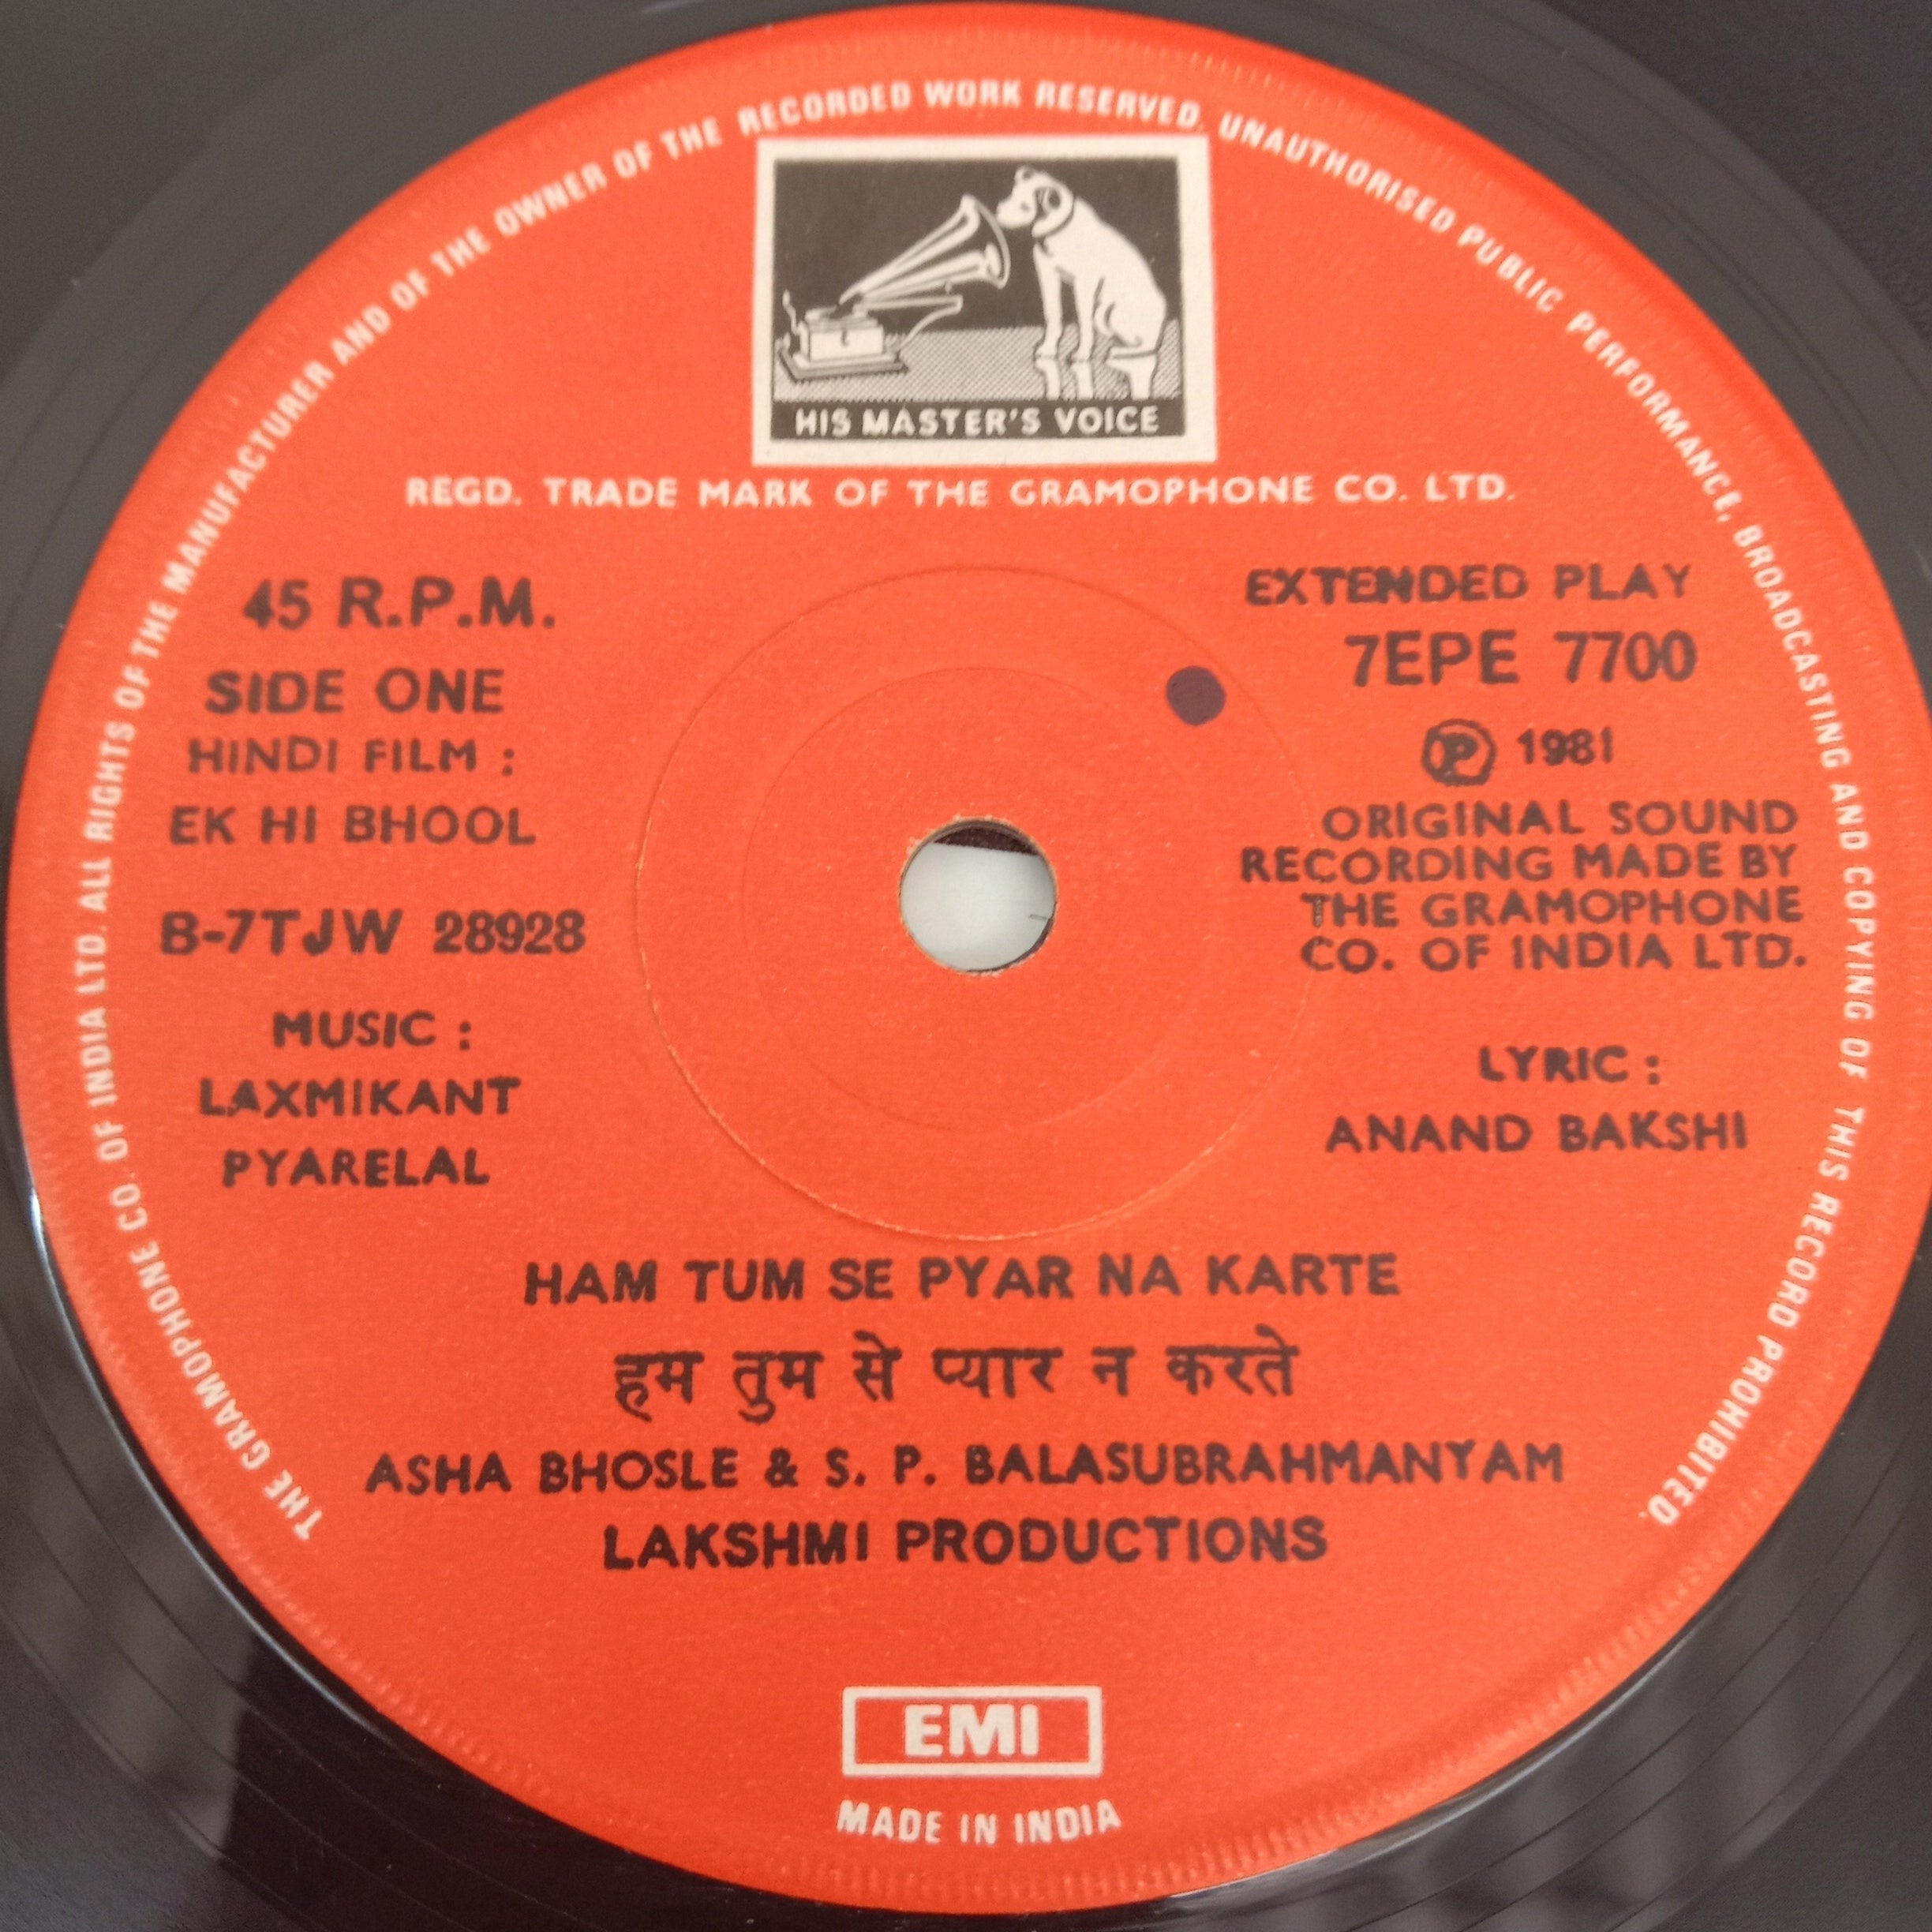 THE GRAMOPHONE CO. OF INDIA LTD. ALL RIGHTS OF THE MANUFACTURER AND OF THE OWNER OF THE RECORDED WORK RESERVED. UNAUTHORISED PUBLIC PERFORMANCE, BROADCASTING AND COPYING OF THIS RECORD PROHIBITED.
HIS MASTER'S VOICE
REGD. TRADE MARK OF THE GRAMOPHONE CO. LTD.
45 R.P.M.
SIDE ONE
HINDI FILM :
EK HI BHOOL
B-7TJW 28928
MUSIC :
LAXMIKANT
PYARELAL
EXTENDED PLAY
7EPE 7700
Ⓟ 1981
ORIGINAL SOUND
RECORDING MADE BY
THE GRAMOPHONE
CO. OF INDIA LTD.
LYRIC :
ANAND BAKSHI
HAM TUM SE PYAR NA KARTE
हम तुम से प्यार न करते
ASHA BHOSLE & S. P. BALASUBRAHMANYAM
LAKSHMI PRODUCTIONS
EMI
MADE IN INDIA